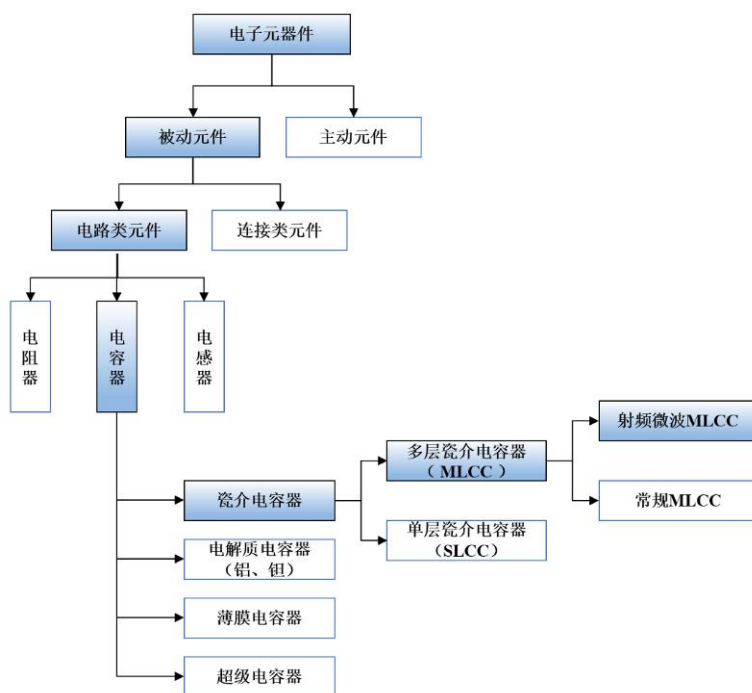 电子元器件
被动元件
主动元件
电路类元件
连接类元件
电阻器
电容器
电感器
射频微波MLCC
多层瓷介电容器
（MLCC）
常规MLCC
瓷介电容器
单层瓷介电容器
（SLCC）
电解质电容器
（铝、钽）
薄膜电容器
超级电容器